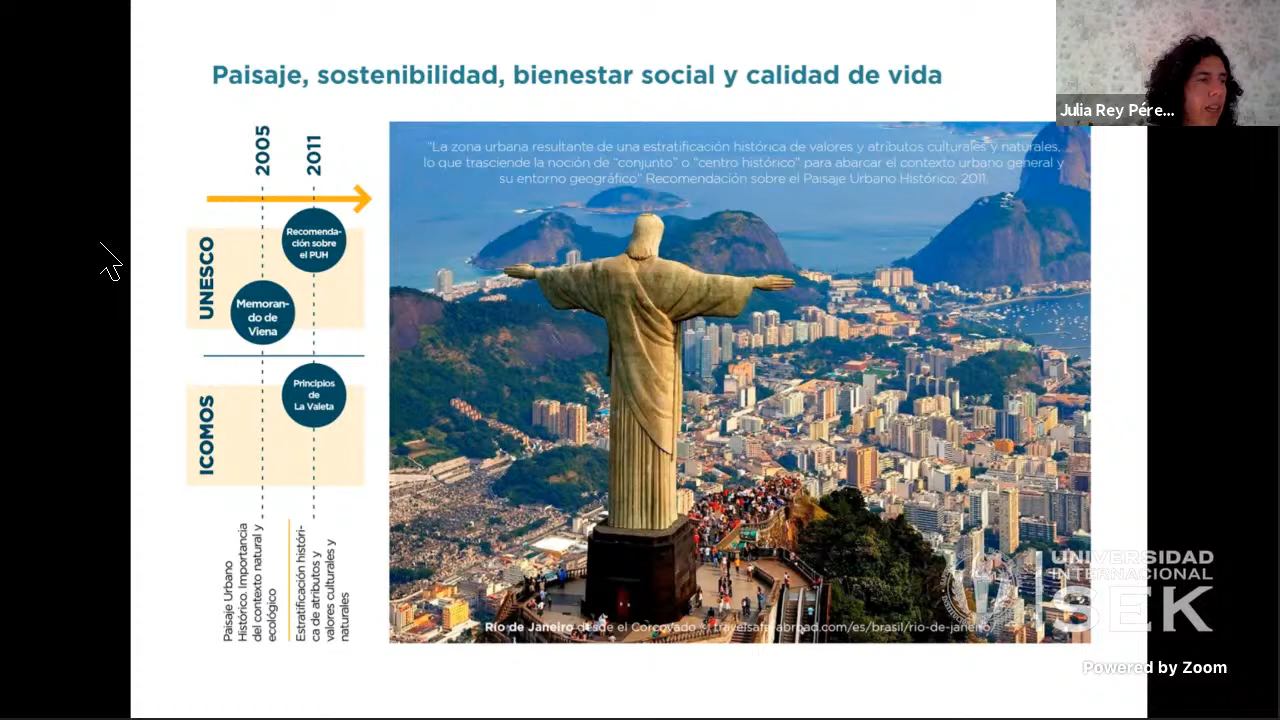 Paisaje, sostenibilidad, bienestar social y calidad de vida
Julia Rey Pére...
2005
2011
"La zona urbana resultante de una estratificación histórica de valores y atributos culturales y naturales,
lo que trasciende la noción de "conjunto" o "centro histórico" para abarcar el contexto urbano general y
su entorno geográfico" Recomendación sobre el Paisaje Urbano Histórico, 2011.
UNESCO
Recomenda-
ción sobre
el PUH
Memoran-
do de
Viena
ICOMOS
Principios
de
La Valeta
Paisaje Urbano
Histórico. Importancia
del contexto natural y
ecológico
Estratificación históri-
ca de atributos y
valores culturales y
naturales
Río de Janeiro desde el Corcovado © travelsafe-abroad.com/es/brasil/rio-de-janeiro/
UNIVERSIDAD
INTERNACIONAL
SEK
Powered by Zoom